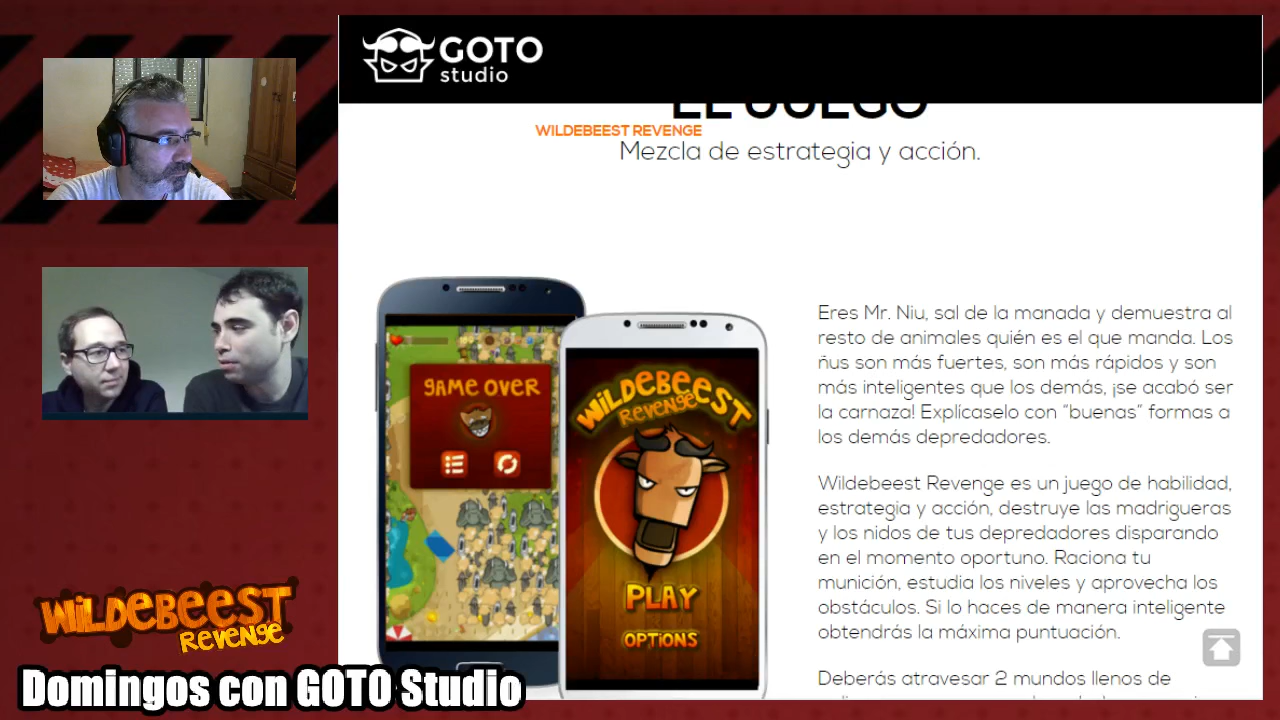 GOTO
studio
EL JUEGO
WILDEBEEST REVENGE
Mezcla de estrategia y acción.
GAME OVER
WILDEBEEST
REVENGE
PLAY
OPTIONS
Eres Mr. Niu, sal de la manada y demuestra al
resto de animales quién es el que manda. Los
ñus son más fuertes, son más rápidos y son
más inteligentes que los demás, ¡se acabó ser
la carnaza! Explícaselo con "buenas" formas a
los demás depredadores.
Wildebeest Revenge es un juego de habilidad,
estrategia y acción, destruye las madrigueras
y los nidos de tus depredadores disparando
en el momento oportuno. Raciona tu
munición, estudia los niveles y aprovecha los
obstáculos. Si lo haces de manera inteligente
obtendrás la máxima puntuación.
Deberás atravesar 2 mundos llenos de
WILDEBEEST
REVENGE
Domingos con GOTO Studio